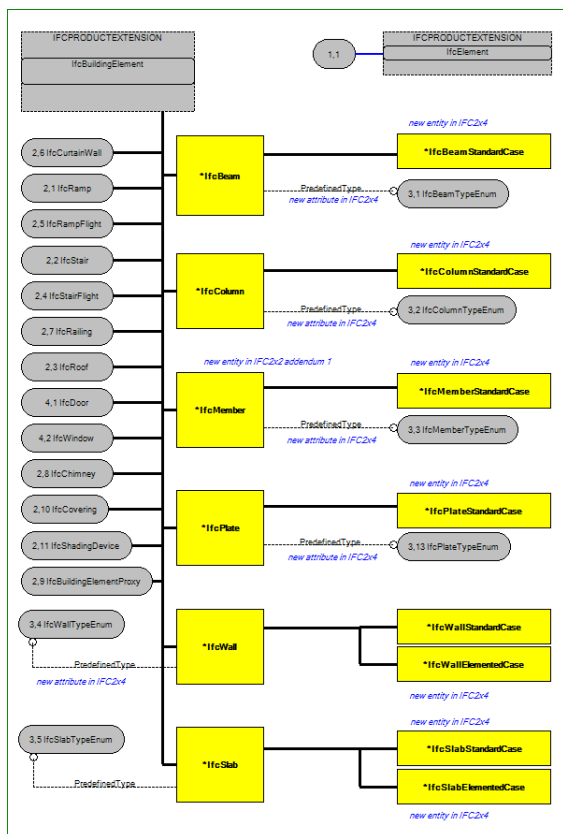 IFCPRODUCTEXTENSION
IfcBuildingElement
1,1
IFCPRODUCTEXTENSION
IfcElement
2,6 IfcCurtainWall
2,1 IfcRamp
2,5 IfcRampFlight
2,2 IfcStair
2,4 IfcStairFlight
2,7 IfcRailing
2,3 IfcRoof
4,1 IfcDoor
4,2 IfcWindow
2,8 IfcChimney
2,10 IfcCovering
2,11 IfcShadingDevice
2,9 IfcBuildingElementProxy
new entity in IFC2x4
*IfcBeam
*IfcBeamStandardCase
PredefinedType
new attribute in IFC2x4
3,1 IfcBeamTypeEnum
new entity in IFC2x4
*IfcColumn
*IfcColumnStandardCase
PredefinedType
new attribute in IFC2x4
3,2 IfcColumnTypeEnum
new entity in IFC2x2 addendum 1
new entity in IFC2x4
*IfcMember
*IfcMemberStandardCase
PredefinedType
new attribute in IFC2x4
3,3 IfcMemberTypeEnum
new entity in IFC2x4
*IfcPlate
*IfcPlateStandardCase
PredefinedType
new attribute in IFC2x4
3,13 IfcPlateTypeEnum
3,4 IfcWallTypeEnum
PredefinedType
new attribute in IFC2x4
*IfcWall
*IfcWallStandardCase
*IfcWallElementedCase
new entity in IFC2x4
3,5 IfcSlabTypeEnum
PredefinedType
*IfcSlab
new entity in IFC2x4
*IfcSlabStandardCase
*IfcSlabElementedCase
new entity in IFC2x4